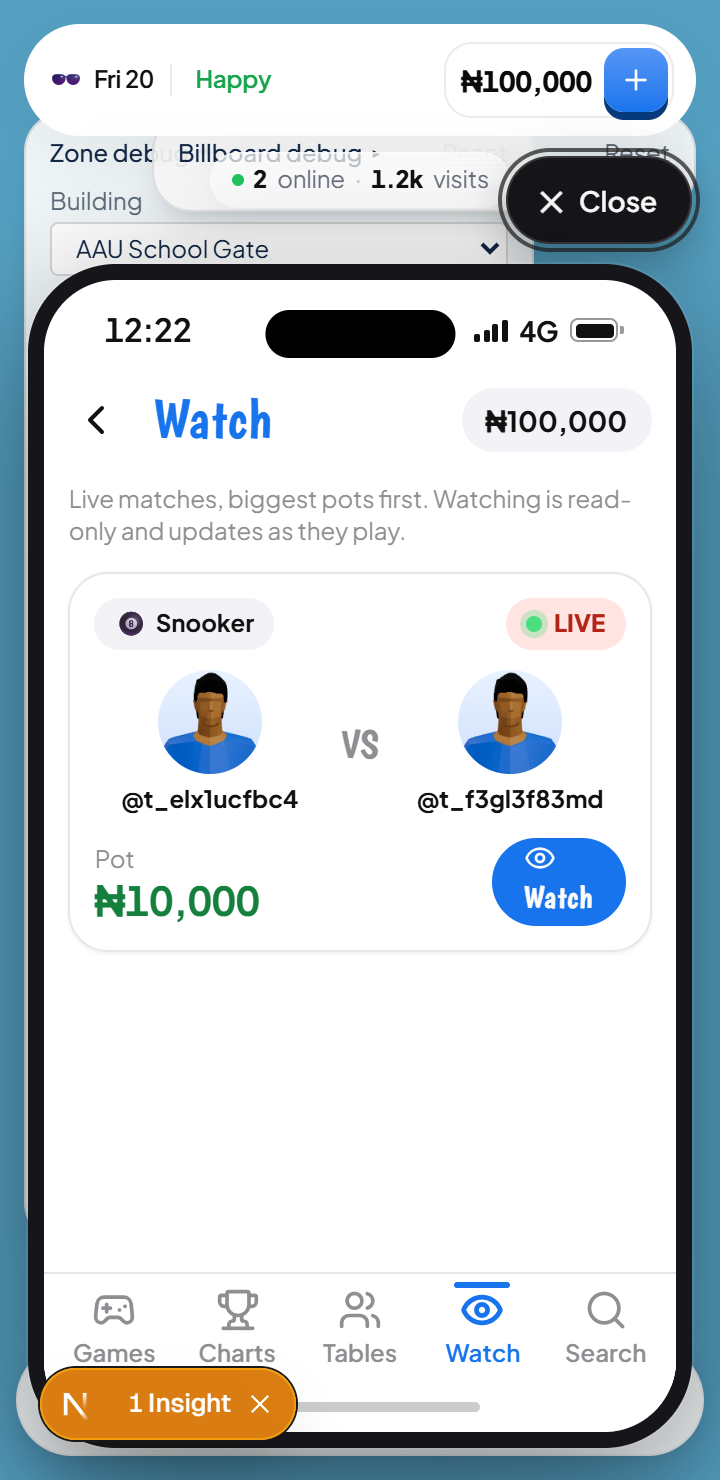 Fri 20
Happy
₦100,000
Zone debug
Billboard debug
Reset
Reset
2 online · 1.2k visits
Close
Building
AAU School Gate
12:22
4G
Watch
₦100,000
Live matches, biggest pots first. Watching is read-
only and updates as they play.
Snooker
LIVE
VS
@t_elx1ucfbc4
@t_f3gl3f83md
Pot
₦10,000
Watch
Games
Charts
Tables
Watch
Search
N
1 Insight